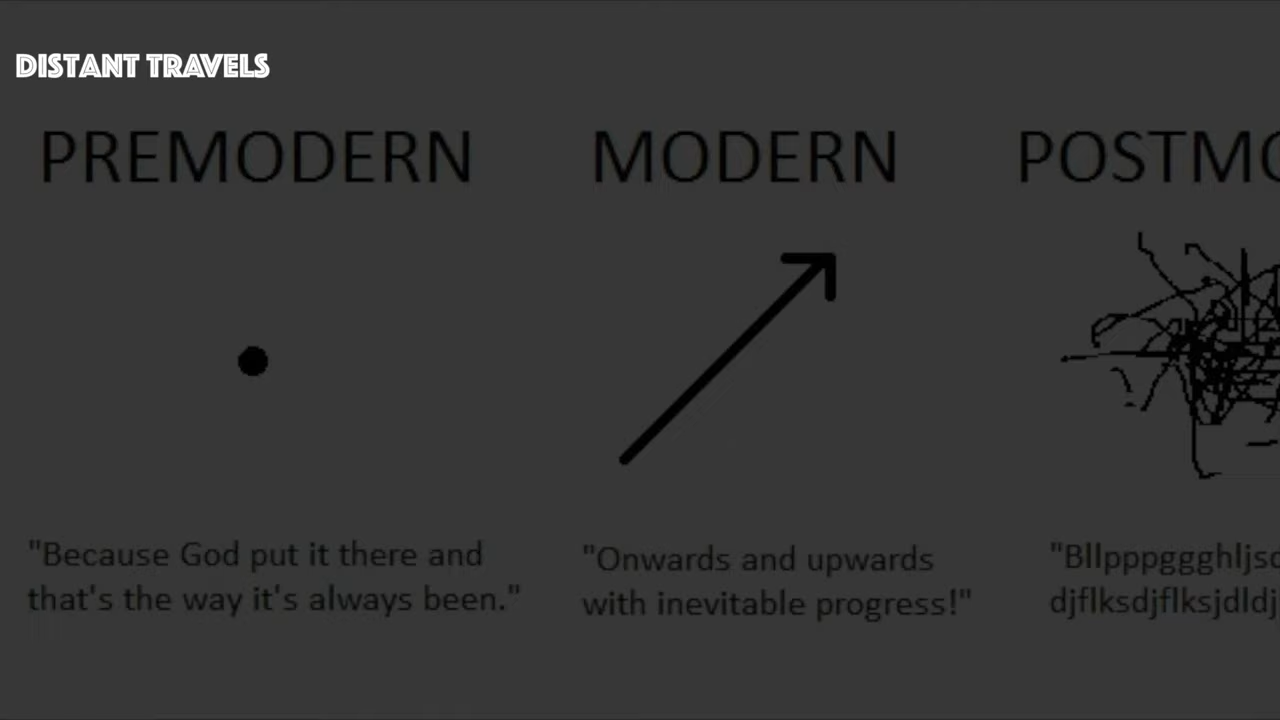 DISTANT TRAVELS
PREMODERN
MODERN
POSTMO
"Because God put it there and
that's the way it's always been."
"Onwards and upwards
with inevitable progress!"